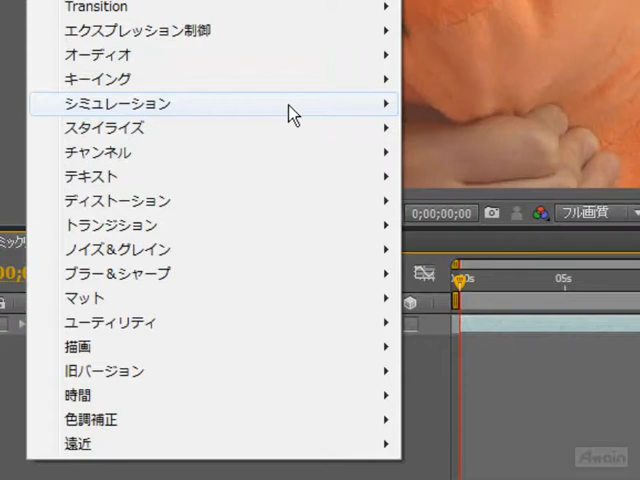 Transition
エクスプレッション制御
オーディオ
キーイング
シミュレーション
スタイライズ
チャンネル
テキスト
ディストーション
トランジション
ノイズ＆グレイン
ブラー＆シャープ
マット
ユーティリティ
描画
旧バージョン
時間
色調補正
遠近
0;00;00;00
フル画質
05s
Awain